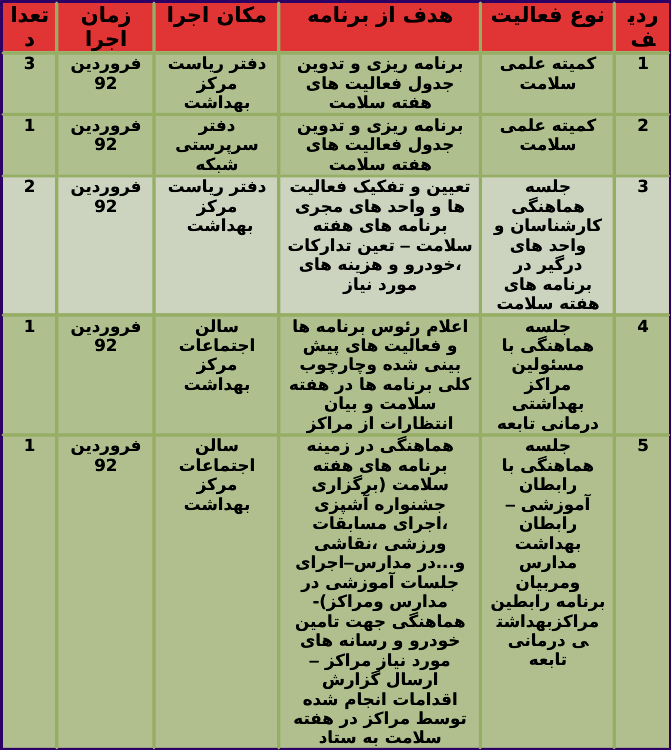 ردیف
نوع فعالیت
هدف از برنامه
مکان اجرا
زمان اجرا
تعداد
1
کمیته علمی
سلامت
برنامه ریزی و تدوین
جدول فعالیت های
هفته سلامت
دفتر ریاست
مرکز
بهداشت
فروردین
92
3
2
کمیته علمی
سلامت
برنامه ریزی و تدوین
جدول فعالیت های
هفته سلامت
دفتر
سرپرستی
شبکه
فروردین
92
1
3
جلسه
هماهنگی
کارشناسان و
واحد های
درگیر در
برنامه های
هفته سلامت
تعیین و تفکیک فعالیت
ها و واحد های مجری
برنامه های هفته
سلامت – تعین تدارکات
،خودرو و هزینه های
مورد نیاز
دفتر ریاست
مرکز
بهداشت
فروردین
92
2
4
جلسه
هماهنگی با
مسئولین
مراکز
بهداشتی
درمانی تابعه
اعلام رئوس برنامه ها
و فعالیت های پیش
بینی شده وچارچوب
کلی برنامه ها در هفته
سلامت و بیان
انتظارات از مراکز
سالن
اجتماعات
مرکز
بهداشت
فروردین
92
1
5
جلسه
هماهنگی با
رابطان
آموزشی –
رابطان
بهداشت
مدارس
ومربیان
برنامه رابطین
مراکزبهداشت
ی درمانی
تابعه
هماهنگی در زمینه
برنامه های هفته
سلامت (برگزاری
جشنواره آشپزی
،اجرای مسابقات
ورزشی ،نقاشی
و...در مدارس–اجرای
جلسات آموزشی در
مدارس ومراکز)-
هماهنگی جهت تامین
خودرو و رسانه های
مورد نیاز مراکز –
ارسال گزارش
اقدامات انجام شده
توسط مراکز در هفته
سلامت به ستاد
سالن
اجتماعات
مرکز
بهداشت
فروردین
92
1